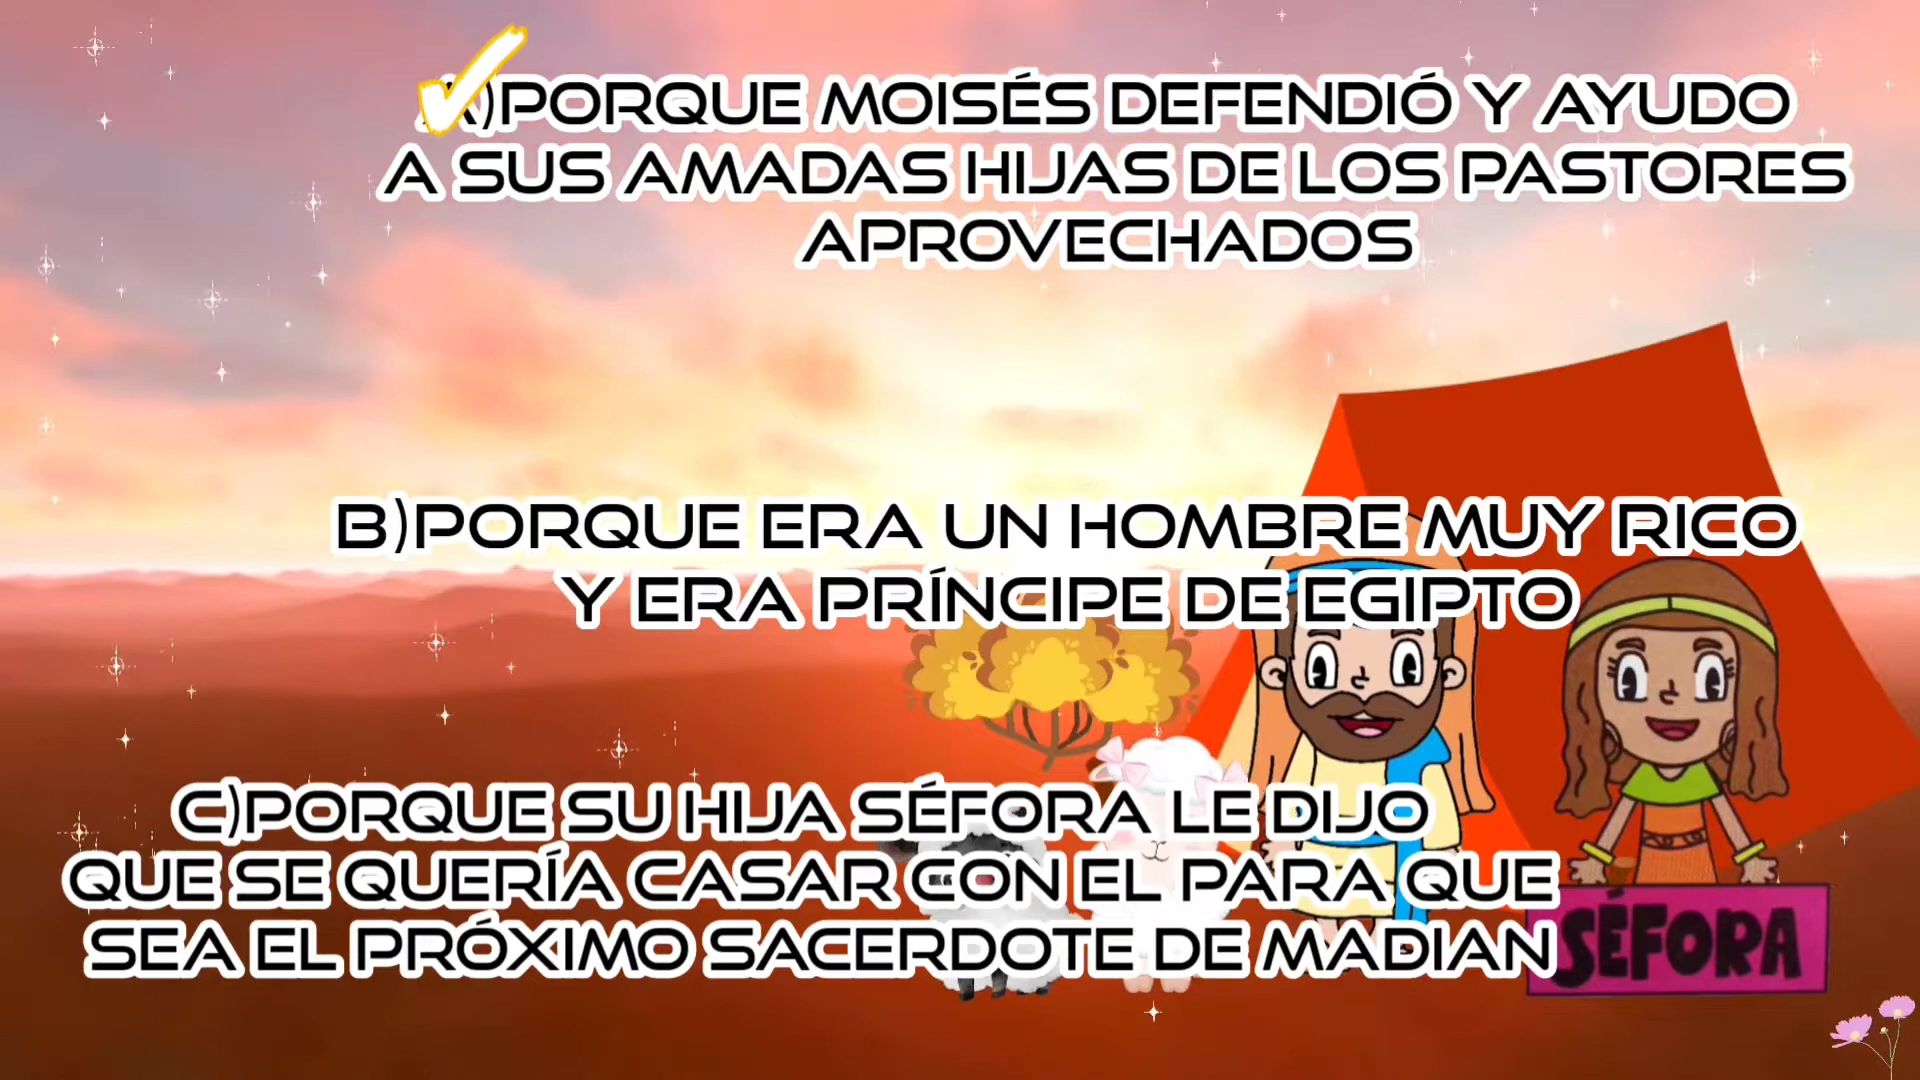 A)PORQUE MOISÉS DEFENDIÓ Y AYUDO
A SUS AMADAS HIJAS DE LOS PASTORES
APROVECHADOS
B)PORQUE ERA UN HOMBRE MUY RICO
Y ERA PRÍNCIPE DE EGIPTO
C)PORQUE SU HIJA SÉFORA LE DIJO
QUE SE QUERÍA CASAR CON EL PARA QUE
SEA EL PRÓXIMO SACERDOTE DE MADIAN
SÉFORA